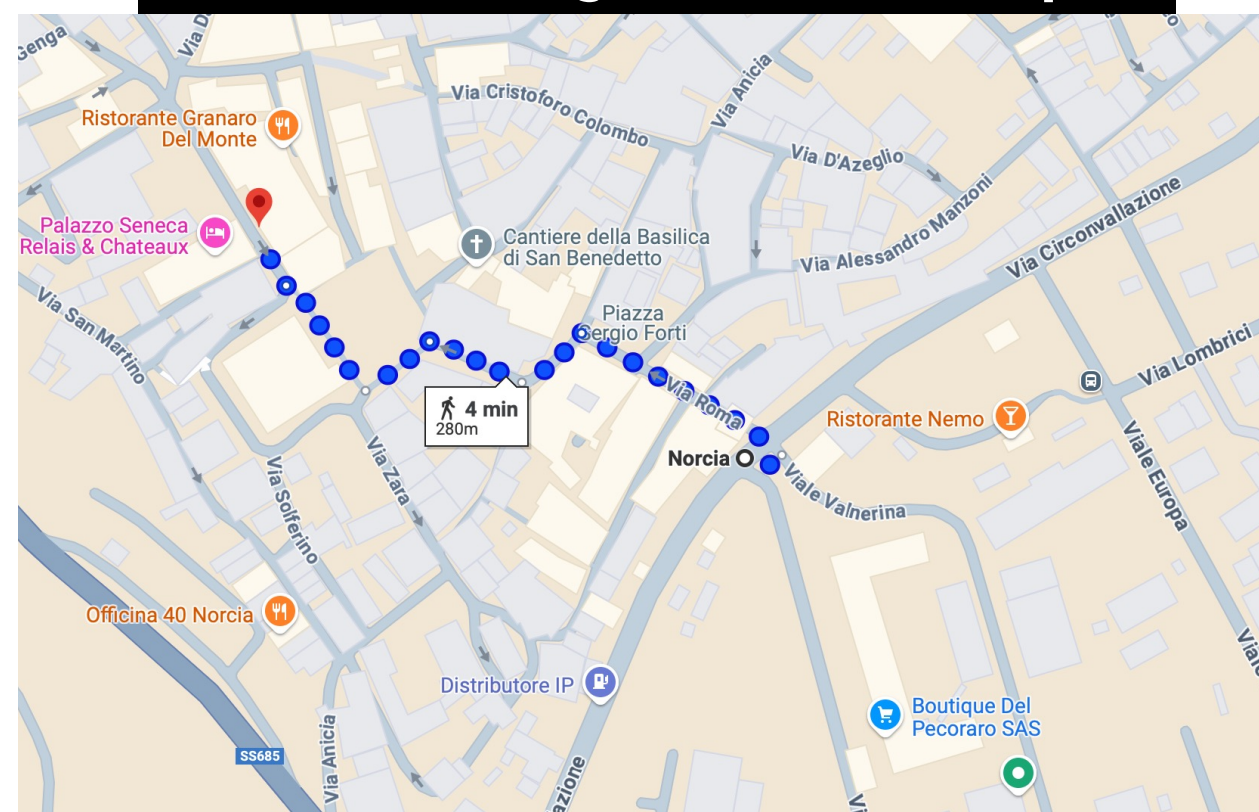 Genga
Via Cristoforo Colombo
Via Anicia
Ristorante Granaro
Del Monte
Via D'Azeglio
Via Alessandro Manzoni
Via Circonvallazione
Palazzo Seneca
Relais & Chateaux
Cantiere della Basilica
di San Benedetto
Via San Martino
Piazza
Sergio Forti
Via Lombrici
4 min
280m
Via Roma
Ristorante Nemo
Norcia
Viale Valnerina
Viale Europa
Via Zara
Via Solferino
Officina 40 Norcia
Distributore IP
Boutique Del
Pecoraro SAS
SS685
Via Anicia